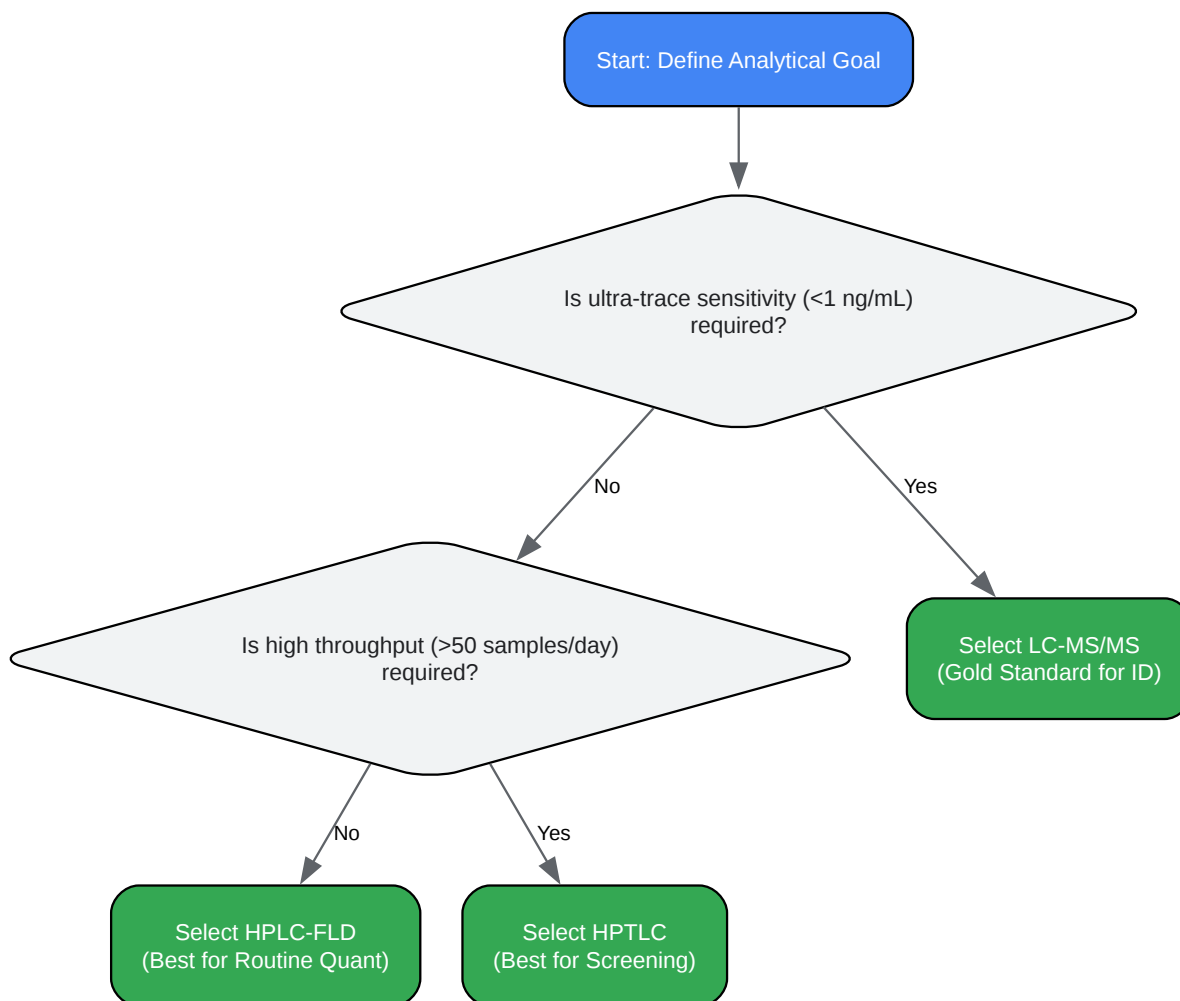 Start: Define Analytical Goal
Is ultra-trace sensitivity (<1 ng/mL)
required?
No
Yes
Is high throughput (>50 samples/day)
required?
Select LC-MS/MS
(Gold Standard for ID)
No
Yes
Select HPLC-FLD
(Best for Routine Quant)
Select HPTLC
(Best for Screening)